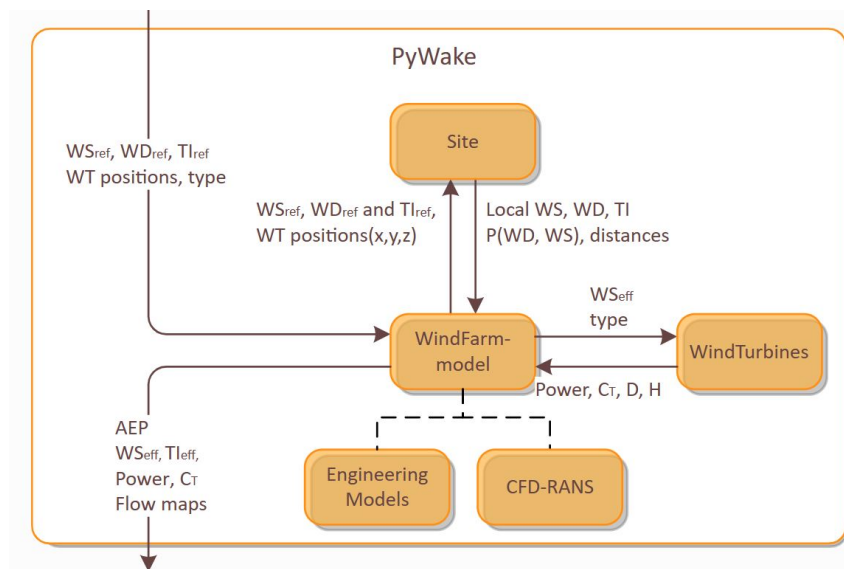 PyWake
Site
WSref, WDref, TIref
WT positions, type
WSref, WDref and TIref,
WT positions(x,y,z)
Local WS, WD, TI
P(WD, WS), distances
WSeff
type
WindFarm-
model
WindTurbines
Power, CT, D, H
AEP
WSeff, TIeff,
Power, CT
Flow maps
Engineering
Models
CFD-RANS